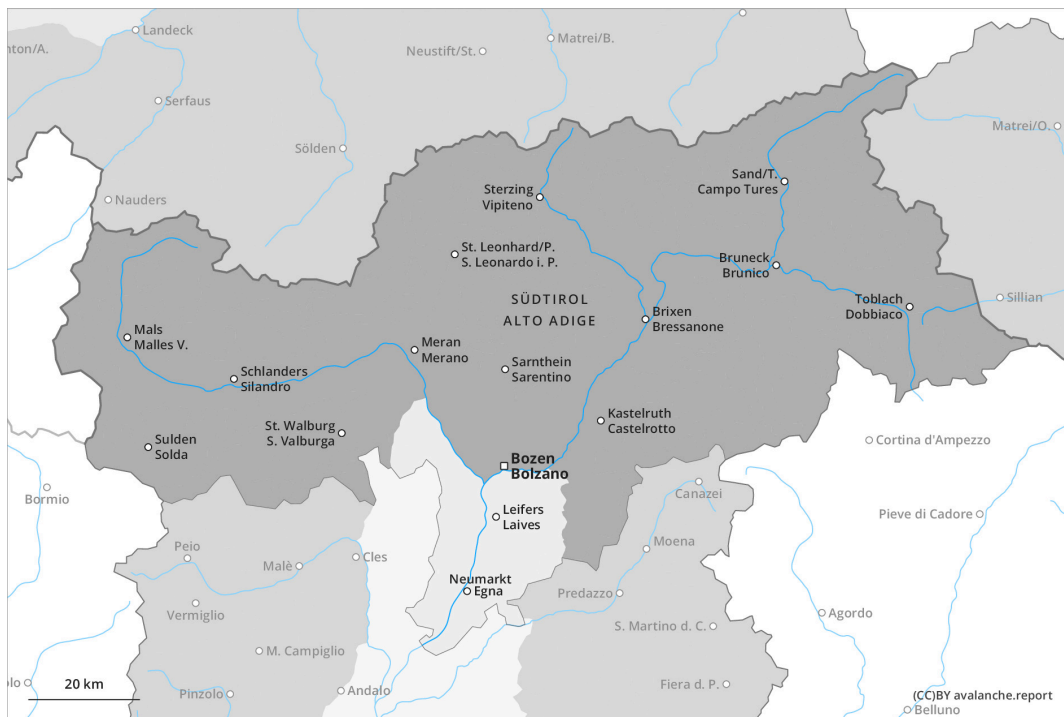 Landeck
nton/A.
Neustift/St.
Matrei/B.
Serfaus
Matrei/O.
Sölden
Sand/T.
Campo Tures
Sterzing
Vipiteno
Nauders
St. Leonhard/P.
S. Leonardo i. P.
Bruneck
Brunico
SÜDTIROL
ALTO ADIGE
Toblach
Dobbiaco
Sillian
Brixen
Bressanone
Mals
Malles V.
Meran
Merano
Sarnthein
Sarentino
Schlanders
Silandro
Kastelruth
Castelrotto
St. Walburg
S. Valburga
Sulden
Solda
Cortina d'Ampezzo
Bozen
Bolzano
Bormio
Canazei
Leifers
Laives
Pieve di Cadore
Moena
Peio
Malè
Cles
Neumarkt
Egna
Predazzo
Vermiglio
Agordo
S. Martino d. C.
M. Campiglio
Fiera d. P.
olo
20 km
Pinzolo
Andalo
(CC)BY avalanche.report
Belluno